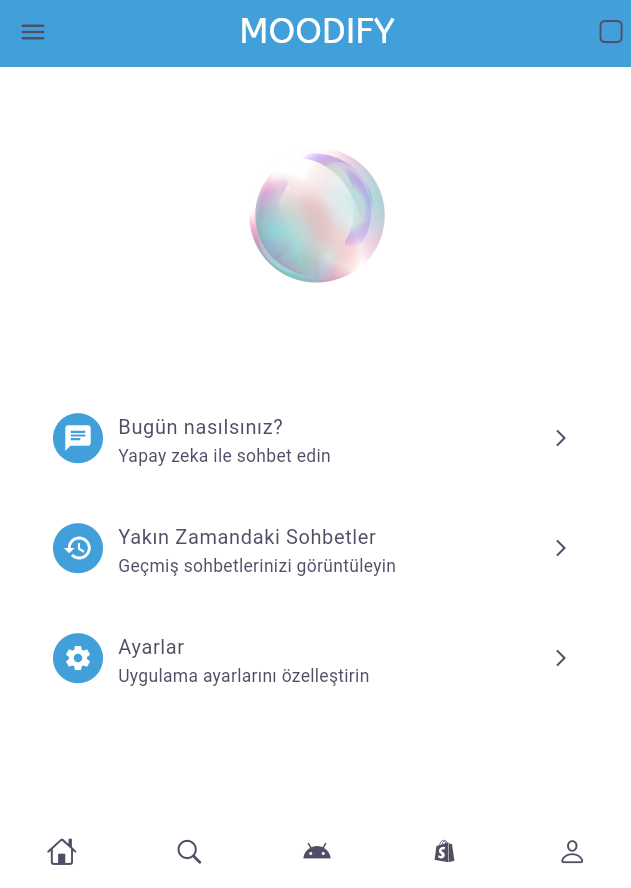 MOODIFY
Bugün nasılsınız?
Yapay zeka ile sohbet edin
Yakın Zamandaki Sohbetler
Geçmiş sohbetlerinizi görüntüleyin
Ayarlar
Uygulama ayarlarını özelleştirin